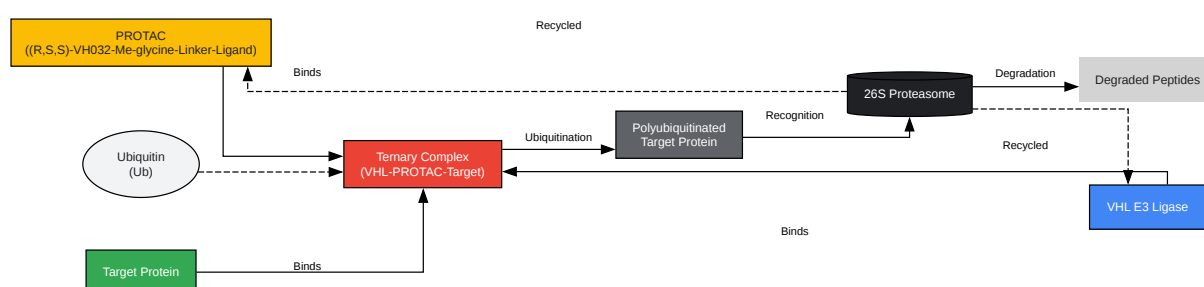 Recycled
PROTAC
((R,S,S)-VH032-Me-glycine-Linker-Ligand)
Binds
Degradation
Degraded Peptides
26S Proteasome
Recognition
Polyubiquitinated
Target Protein
Ubiquitination
Ubiquitin
(Ub)
Ternary Complex
(VHL-PROTAC-Target)
Recycled
VHL E3 Ligase
Binds
Target Protein
Binds